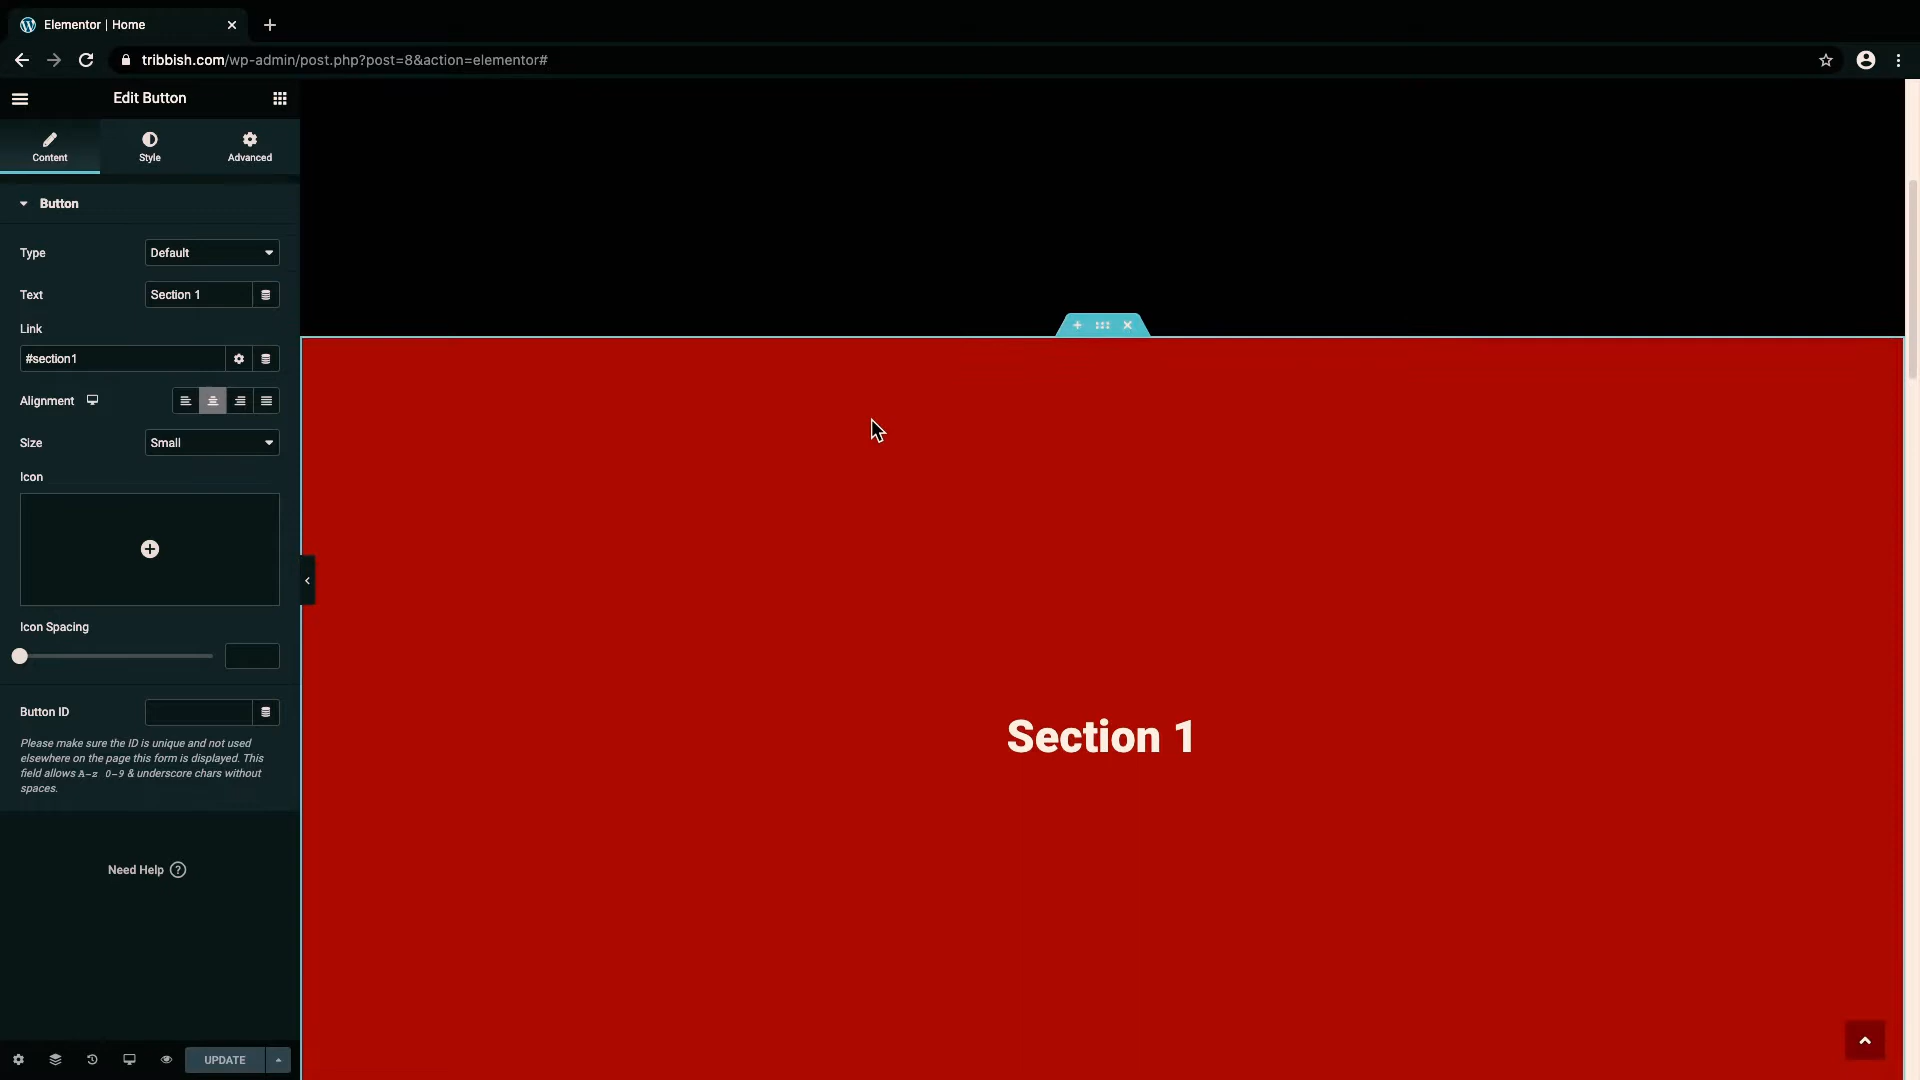 Elementor | Home
tribbish.com/wp-admin/post.php?post=8&action=elementor#
Edit Button
Content
Style
Advanced
Button
Type
Default
Text
Section 1
Link
#section1
Alignment
Size
Small
Icon
Icon Spacing
Button ID
Please make sure the ID is unique and not used
elsewhere on the page this form is displayed. This
field allows A-z 0-9 & underscore chars without
spaces.
Need Help
UPDATE
Section 1